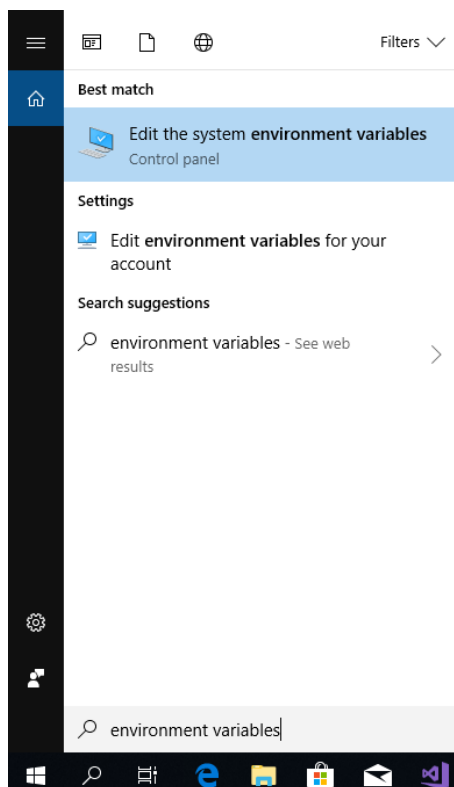 Filters
Best match
Edit the system environment variables
Control panel
Settings
Edit environment variables for your
account
Search suggestions
environment variables - See web
results
environment variables